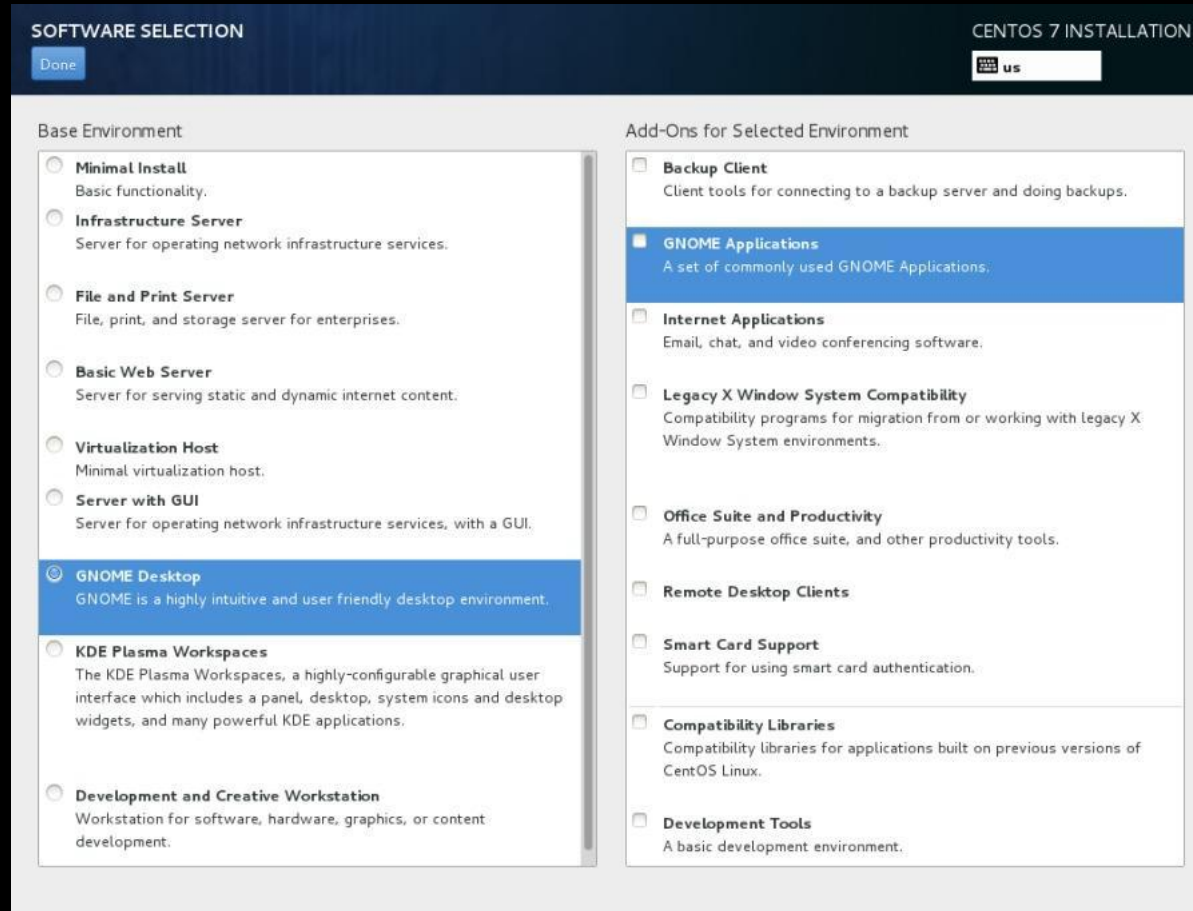 SOFTWARE SELECTION
Done
CENTOS 7 INSTALLATION
us
Base Environment
Minimal Install
Basic functionality.
Infrastructure Server
Server for operating network infrastructure services.
File and Print Server
File, print, and storage server for enterprises.
Basic Web Server
Server for serving static and dynamic internet content.
Virtualization Host
Minimal virtualization host.
Server with GUI
Server for operating network infrastructure services, with a GUI.
GNOME Desktop
GNOME is a highly intuitive and user friendly desktop environment.
KDE Plasma Workspaces
The KDE Plasma Workspaces, a highly-configurable graphical user
interface which includes a panel, desktop, system icons and desktop
widgets, and many powerful KDE applications.
Development and Creative Workstation
Workstation for software, hardware, graphics, or content
development.
Add-Ons for Selected Environment
Backup Client
Client tools for connecting to a backup server and doing backups.
GNOME Applications
A set of commonly used GNOME Applications.
Internet Applications
Email, chat, and video conferencing software.
Legacy X Window System Compatibility
Compatibility programs for migration from or working with legacy X
Window System environments.
Office Suite and Productivity
A full-purpose office suite, and other productivity tools.
Remote Desktop Clients
Smart Card Support
Support for using smart card authentication.
Compatibility Libraries
Compatibility libraries for applications built on previous versions of
CentOS Linux.
Development Tools
A basic development environment.